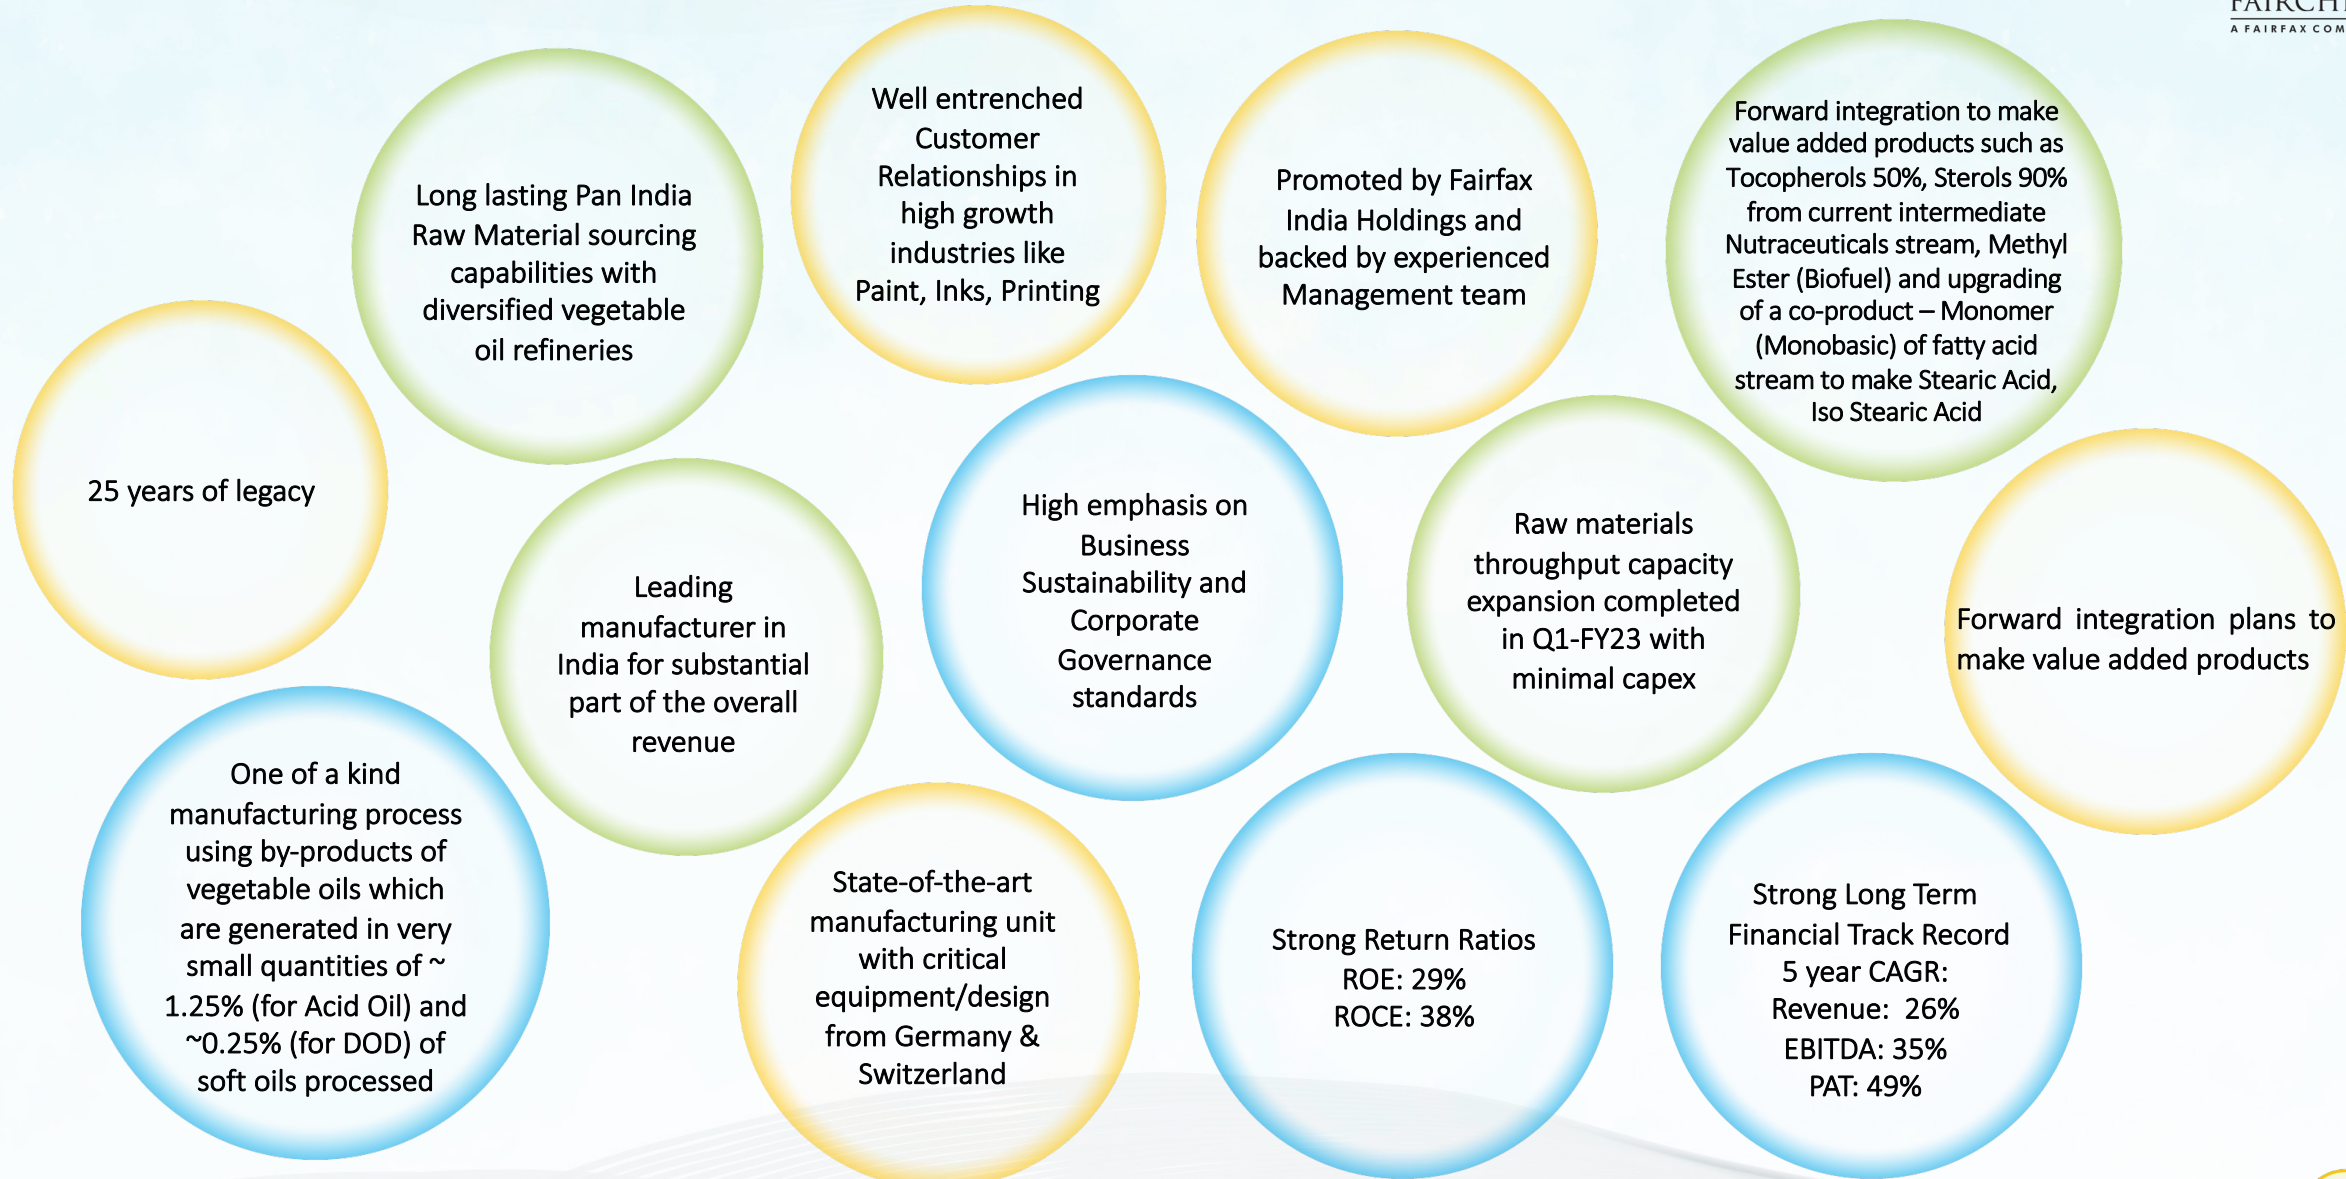 A FAIRFAX COM
Well entrenched
Customer
Relationships in
high growth
industries like
Paint, Inks, Printing
Forward integration to make
value added products such as
Tocopherols 50%, Sterols 90%
from current intermediate
Nutraceuticals stream, Methyl
Ester (Biofuel) and upgrading
of a co-product – Monomer
(Monobasic) of fatty acid
stream to make Stearic Acid,
Iso Stearic Acid
Long lasting Pan India
Raw Material sourcing
capabilities with
diversified vegetable
oil refineries
Promoted by Fairfax
India Holdings and
backed by experienced
Management team
25 years of legacy
High emphasis on
Business
Sustainability and
Corporate
Governance
standards
Raw materials
throughput capacity
expansion completed
in Q1-FY23 with
minimal capex
Leading
manufacturer in
India for substantial
part of the overall
revenue
Forward integration plans to
make value added products
One of a kind
manufacturing process
using by-products of
vegetable oils which
are generated in very
small quantities of ~
1.25% (for Acid Oil) and
~0.25% (for DOD) of
soft oils processed
State-of-the-art
manufacturing unit
with critical
equipment/design
from Germany &
Switzerland
Strong Return Ratios
ROE: 29%
ROCE: 38%
Strong Long Term
Financial Track Record
5 year CAGR:
Revenue: 26%
EBITDA: 35%
PAT: 49%